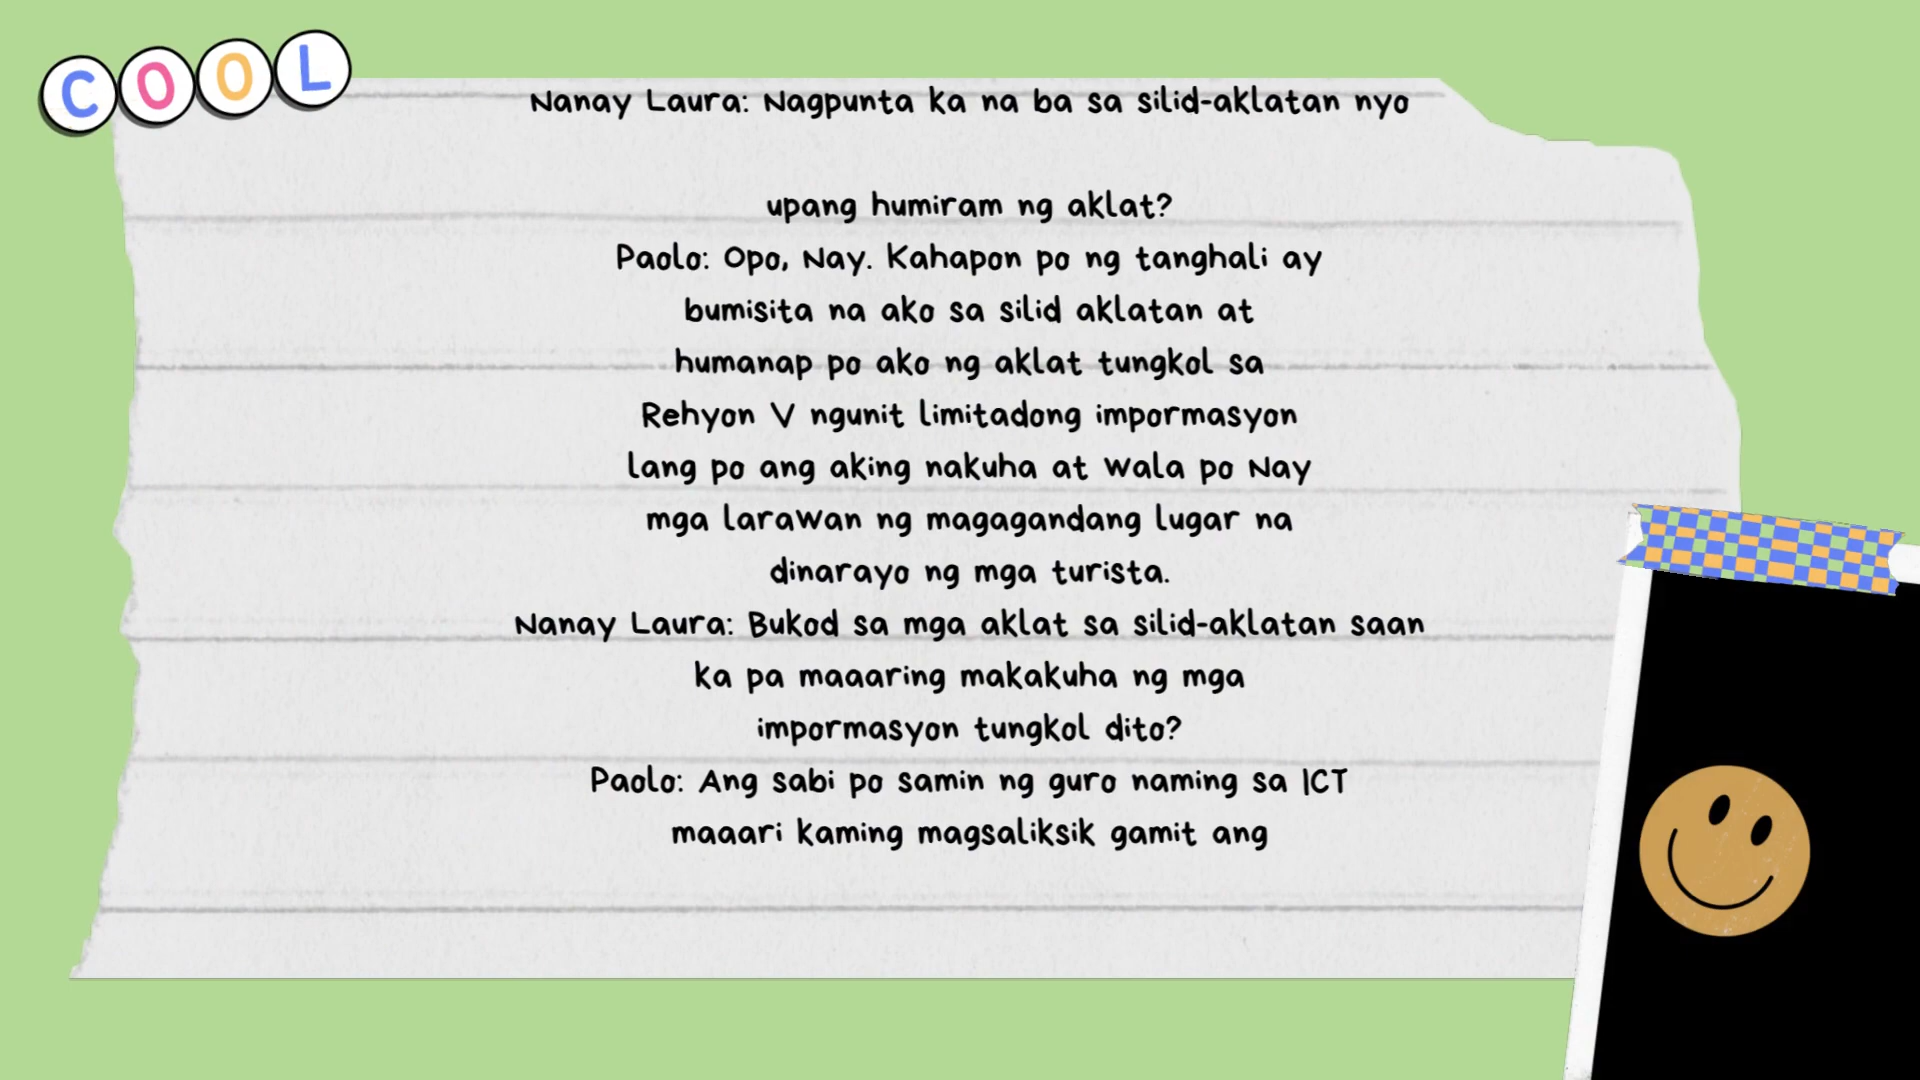 COOL
Nanay Laura: Nagpunta ka na ba sa silid-aklatan nyo
upang humiram ng aklat?
Paolo: Opo, Nay. Kahapon po ng tanghali ay
bumisita na ako sa silid aklatan at
humanap po ako ng aklat tungkol sa
Rehyon V ngunit limitadong impormasyon
lang po ang aking nakuha at wala po Nay
mga larawan ng magagandang lugar na
dinarayo ng mga turista.
Nanay Laura: Bukod sa mga aklat sa silid-aklatan saan
ka pa maaaring makakuha ng mga
impormasyon tungkol dito?
Paolo: Ang sabi po samin ng guro naming sa ICT
maaari kaming magsaliksik gamit ang